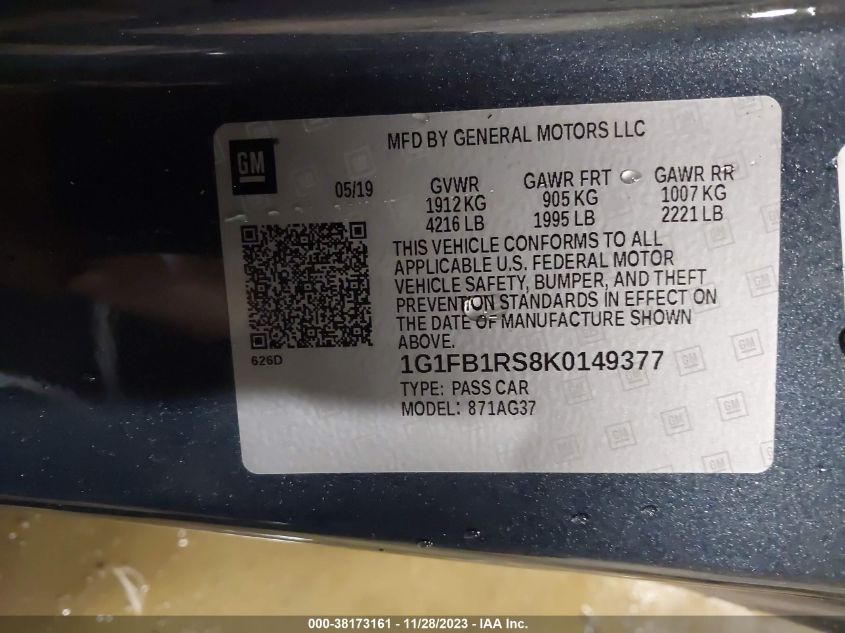 MFD BY GENERAL MOTORS LLC
GM
05/19
GVWR GAWR FRT GAWR RR
1912 KG 905 KG 1007 KG
4216 LB 1995 LB 2221 LB
THIS VEHICLE CONFORMS TO ALL
APPLICABLE U.S. FEDERAL MOTOR
VEHICLE SAFETY, BUMPER, AND THEFT
PREVENTION STANDARDS IN EFFECT ON
THE DATE OF MANUFACTURE SHOWN
ABOVE.
626D
1G1FB1RS8K0149377
TYPE: PASS CAR
MODEL: 871AG37
000-38173161 - 11/28/2023 - IAA Inc.